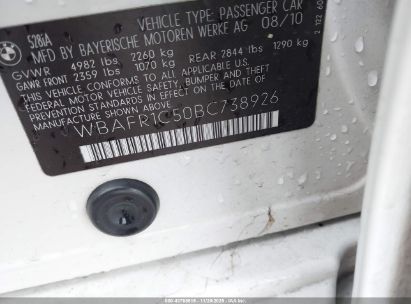 VEHICLE TYPE: PASSENGER CAR
MFD BY BAYERISCHE MOTOREN WERKE AG 08/10
GVWR 4982 lbs 2260 kg
GAWR FRONT 2359 lbs 1070 kg REAR 2844 lbs 1290 kg
THIS VEHICLE CONFORMS TO ALL APPLICABLE
FEDERAL MOTOR VEHICLE SAFETY, BUMPER AND THEFT
PREVENTION STANDARDS IN EFFECT ON THE DATE OF
MANUFACTURE SHOWN ABOVE
WBAFR1C50BC738926